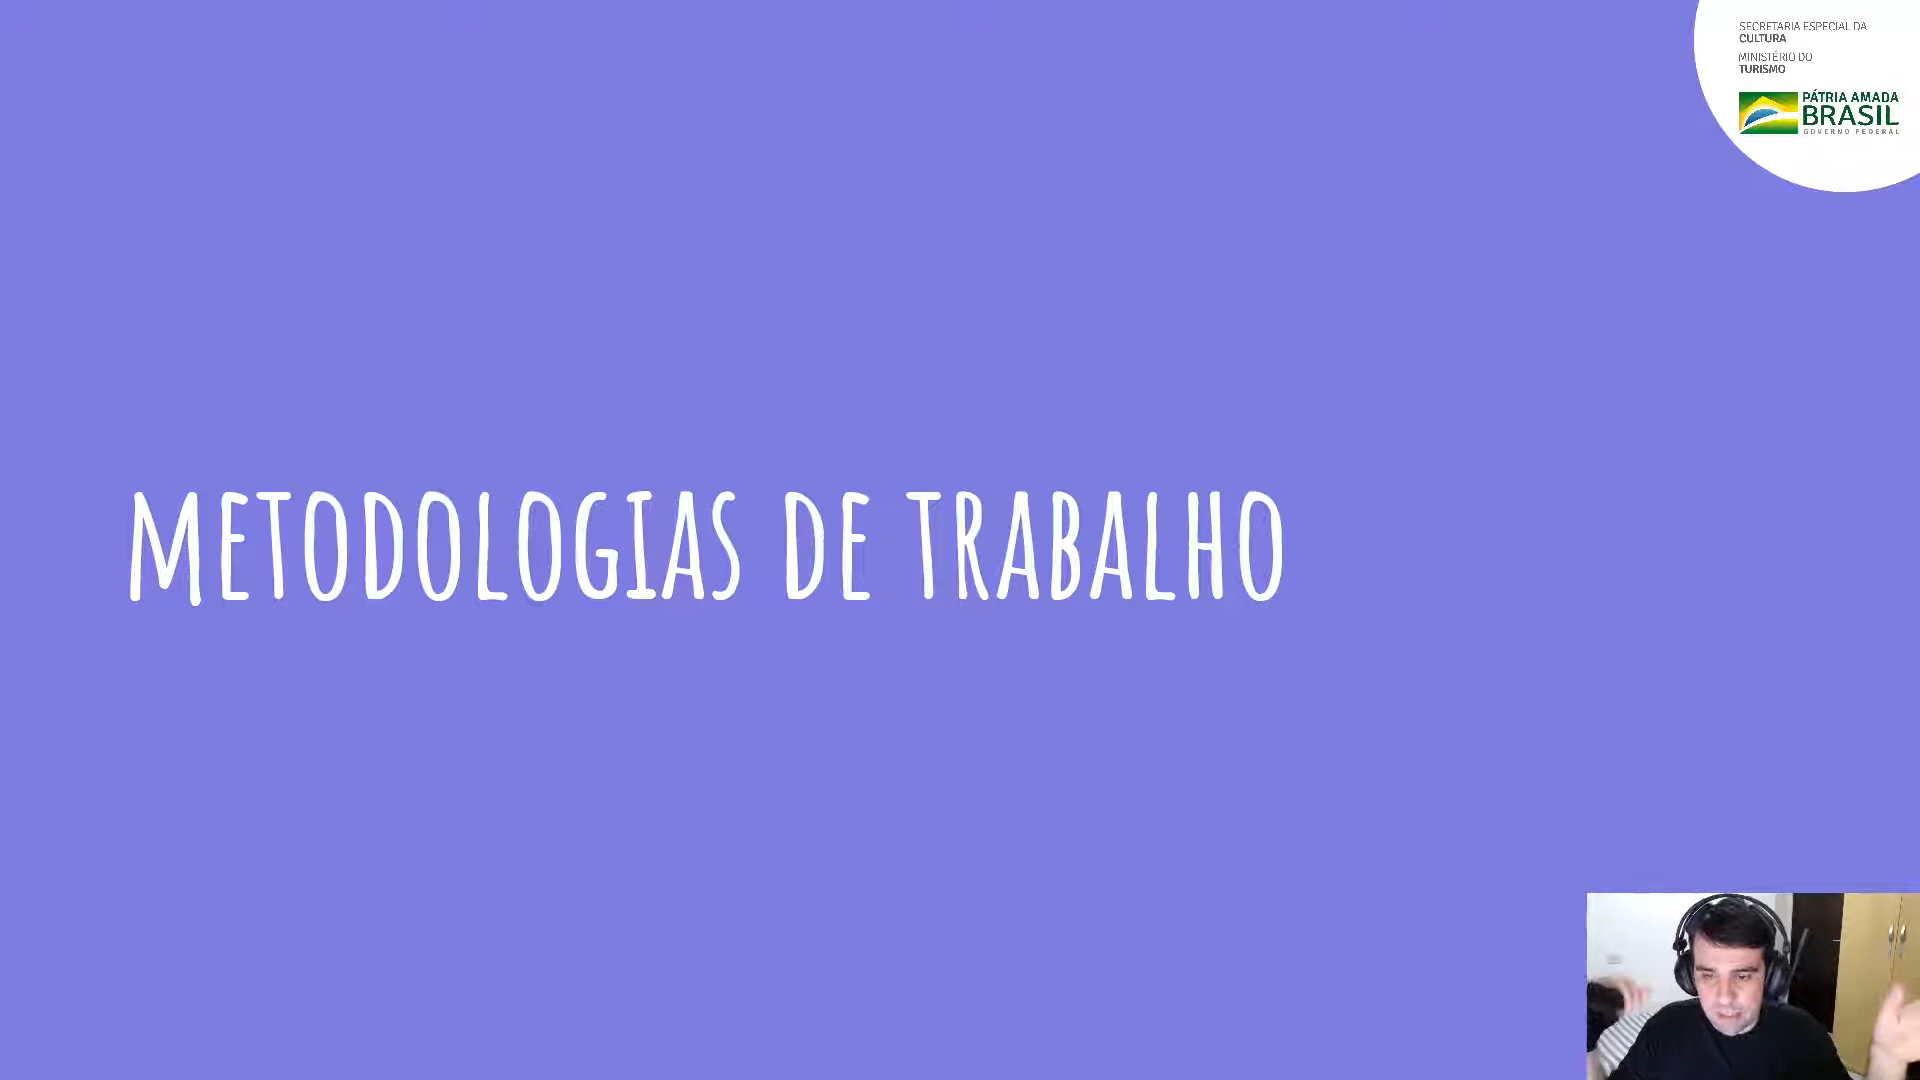 SECRETARIA ESPECIAL DA
CULTURA
MINISTÉRIO DO
TURISMO
PÁTRIA AMADA
BRASIL
GOVERNO FEDERAL
METODOLOGIAS DE TRABALHO